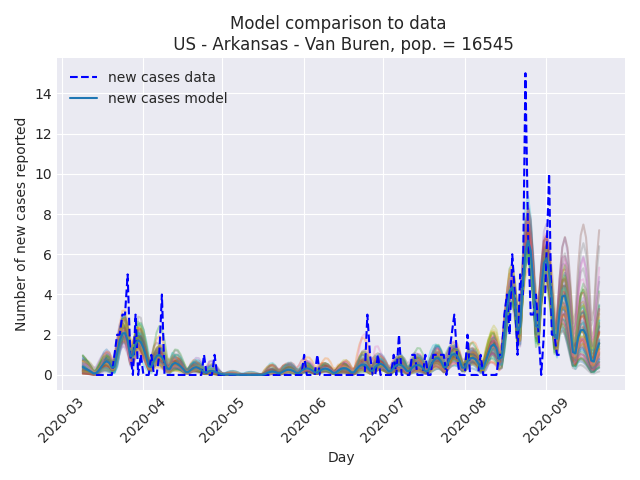 Model comparison to data
US - Arkansas - Van Buren, pop. = 16545
new cases data
new cases model
Number of new cases reported
14
12
10
8
6
4
2
0
2020-03
2020-04
2020-05
2020-06
2020-07
2020-08
2020-09
Day